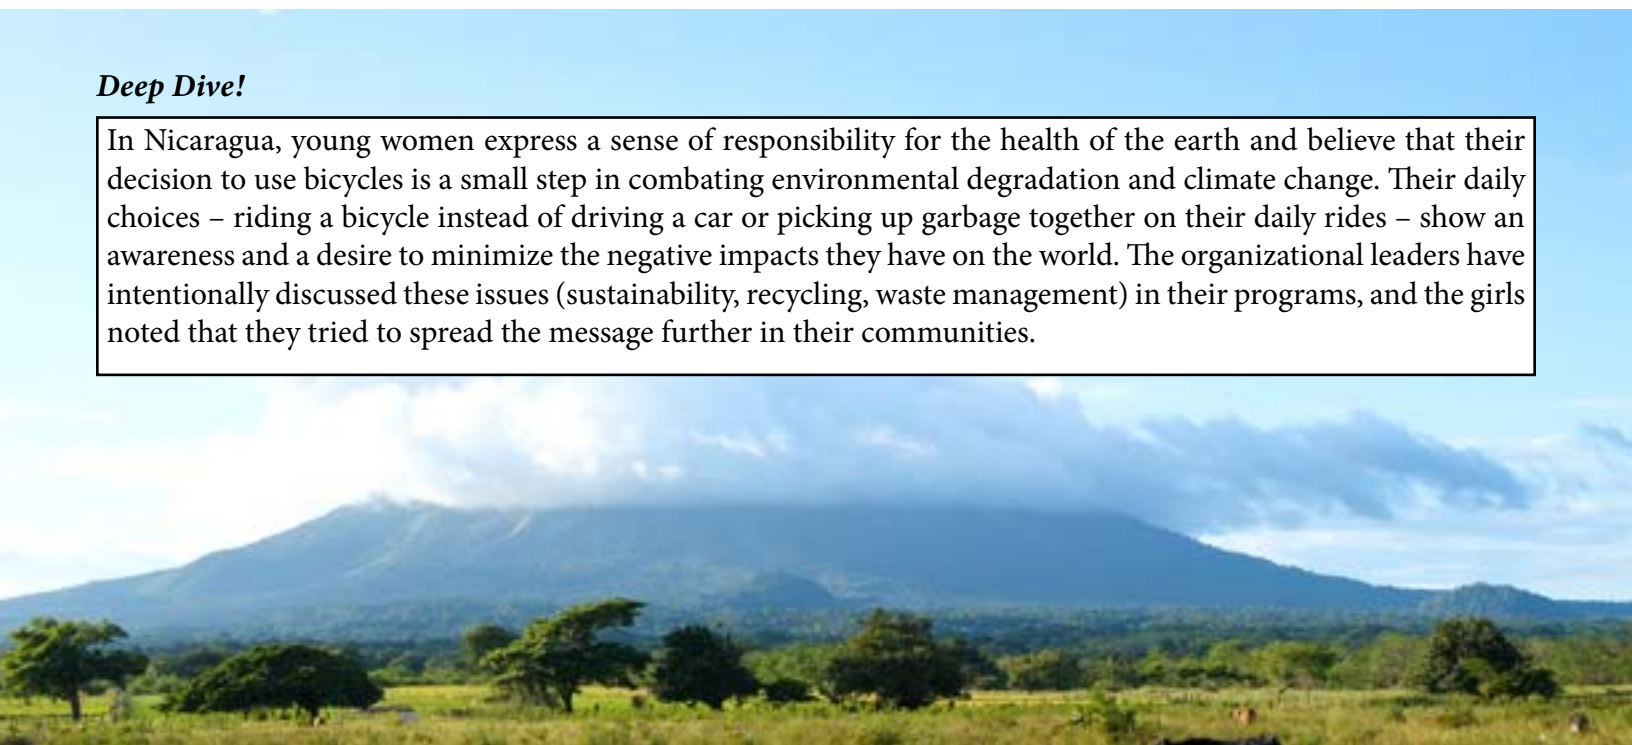 Deep Dive!
In Nicaragua, young women express a sense of responsibility for the health of the earth and believe that their
decision to use bicycles is a small step in combating environmental degradation and climate change. Their daily
choices – riding a bicycle instead of driving a car or picking up garbage together on their daily rides – show an
awareness and a desire to minimize the negative impacts they have on the world. The organizational leaders have
intentionally discussed these issues (sustainability, recycling, waste management) in their programs, and the girls
noted that they tried to spread the message further in their communities.